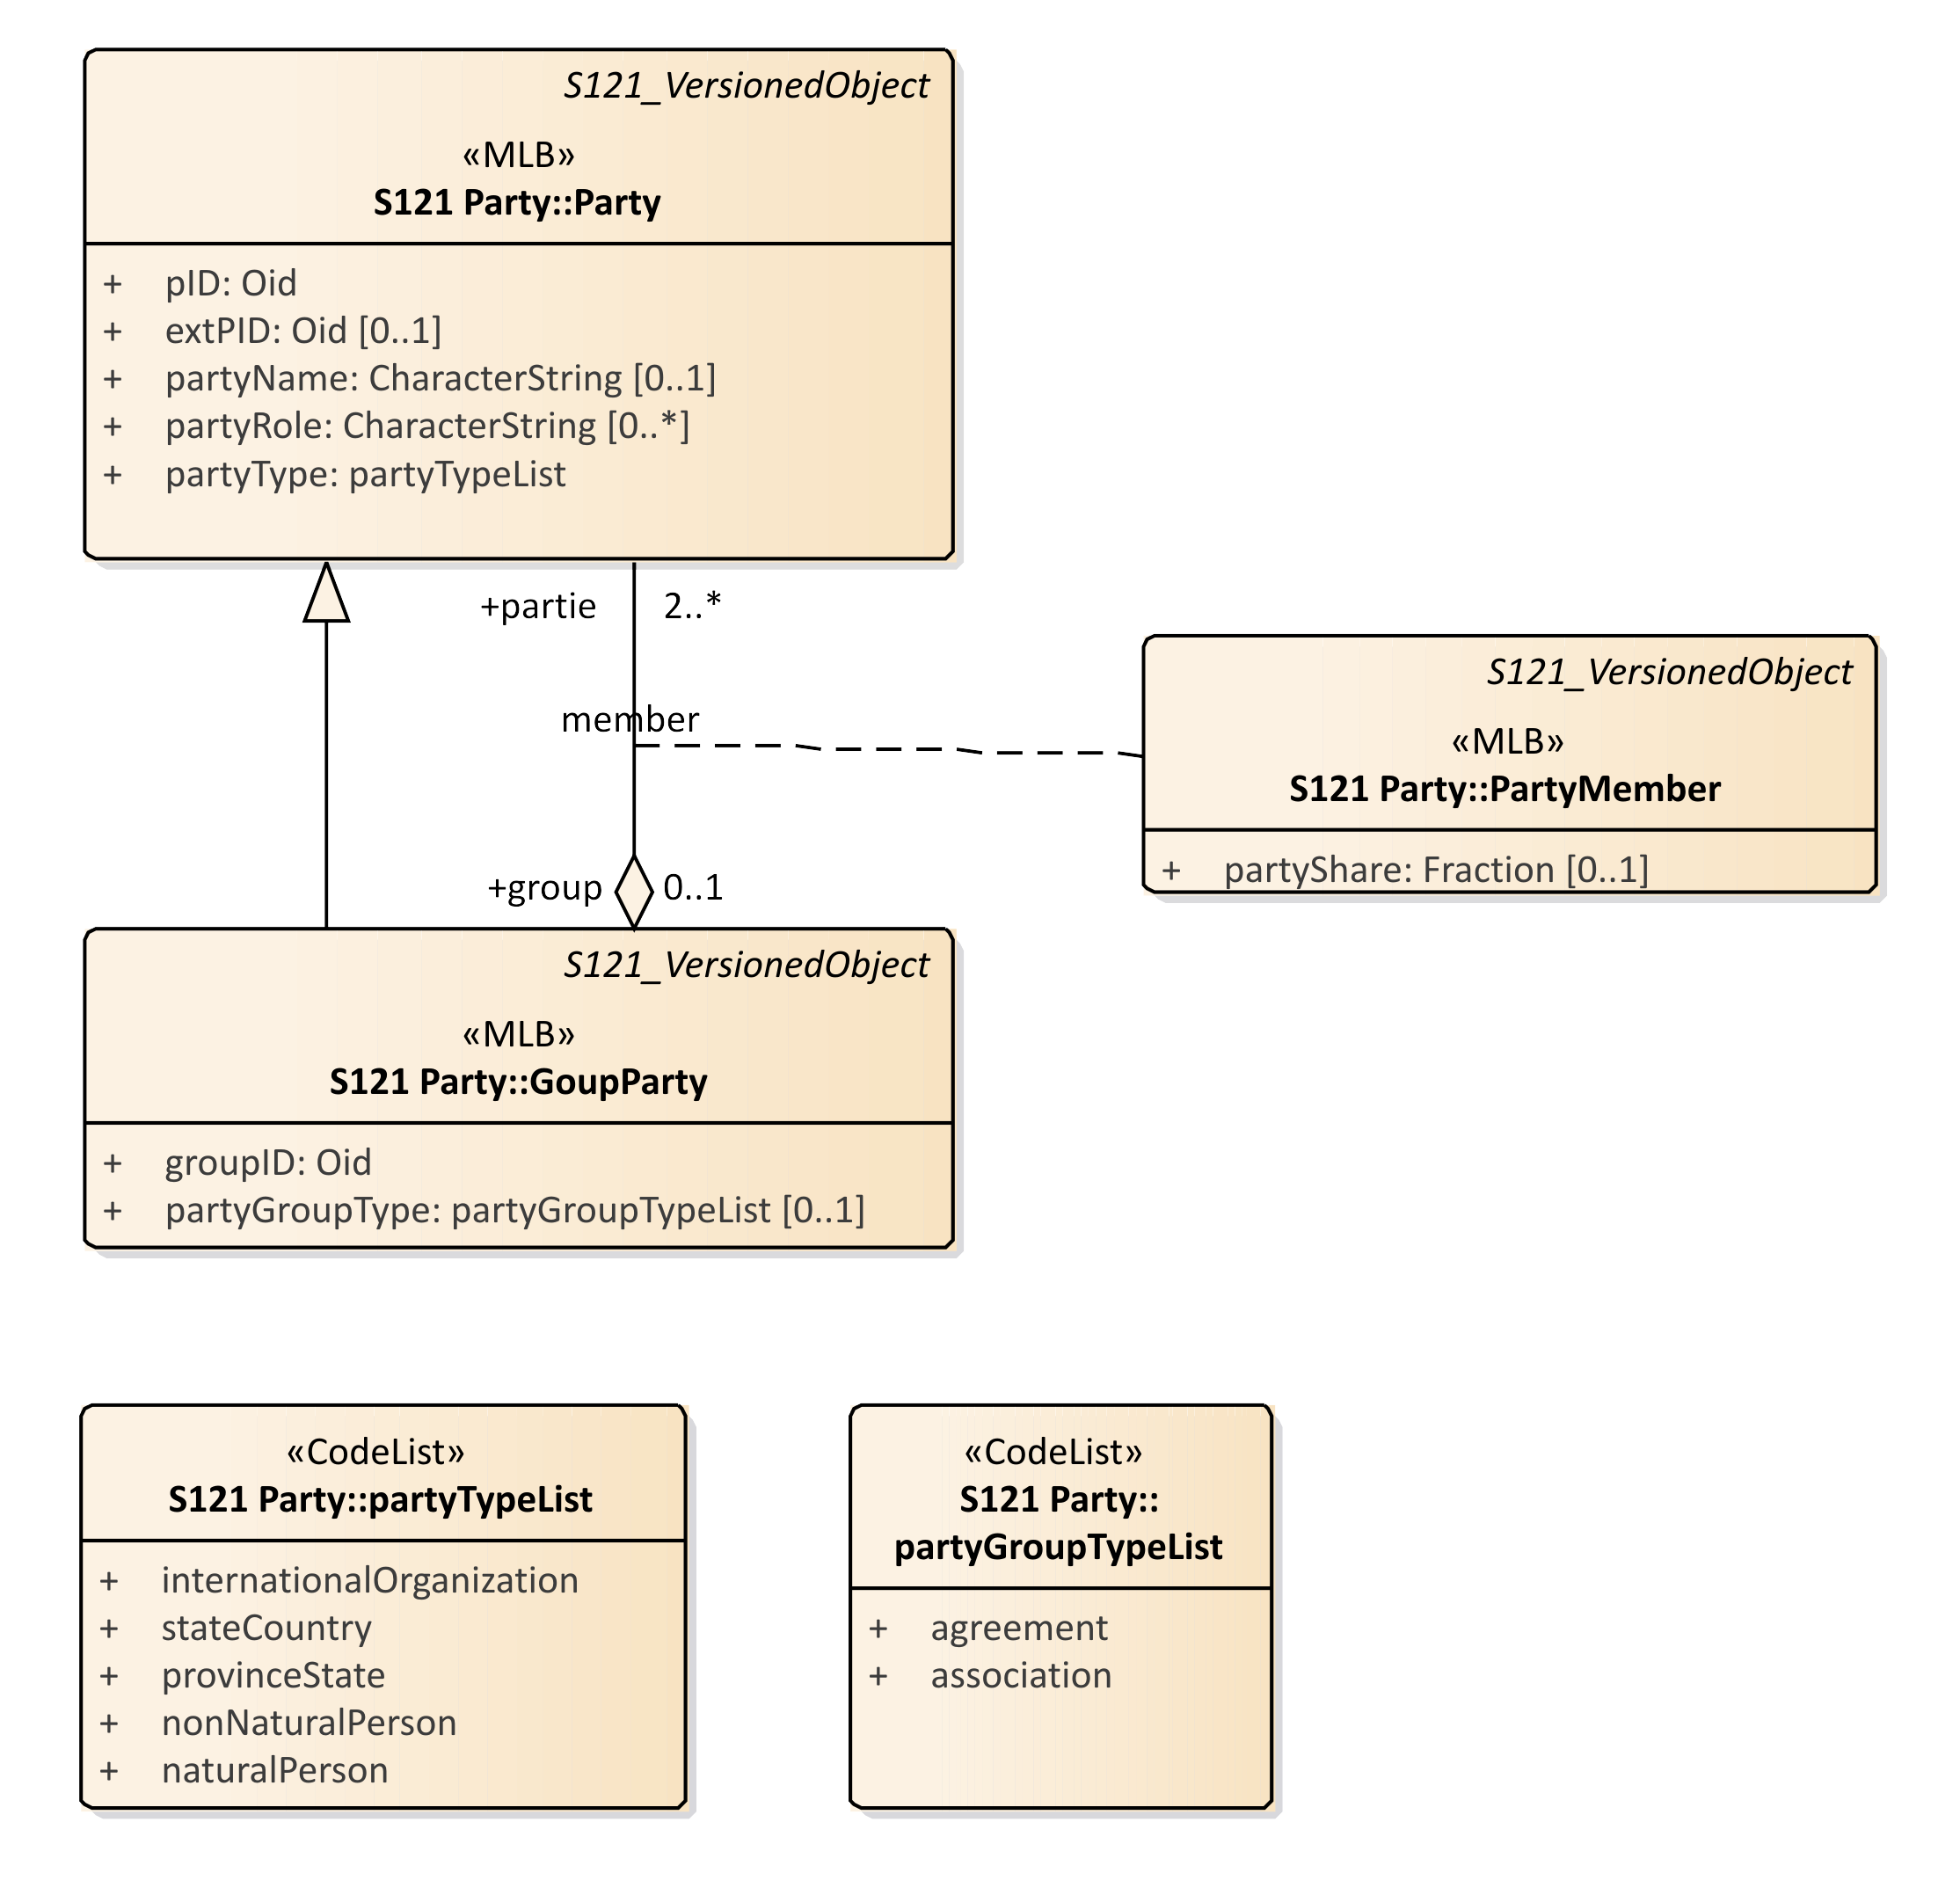 S121_VersionedObject
«MLB»
S121 Party::Party
+ pID: Oid
+ extPID: Oid [0..1]
+ partyName: CharacterString [0..1]
+ partyRole: CharacterString [0..*]
+ partyType: partyTypeList
+partie 2..*
member
+group 0..1
S121_VersionedObject
«MLB»
S121 Party::PartyMember
+ partyShare: Fraction [0..1]
S121_VersionedObject
«MLB»
S121 Party::GoupParty
+ groupID: Oid
+ partyGroupType: partyGroupTypeList [0..1]
«CodeList»
S121 Party::partyTypeList
+ internationalOrganization
+ stateCountry
+ provinceState
+ nonNaturalPerson
+ naturalPerson
«CodeList»
S121 Party::
partyGroupTypeList
+ agreement
+ association